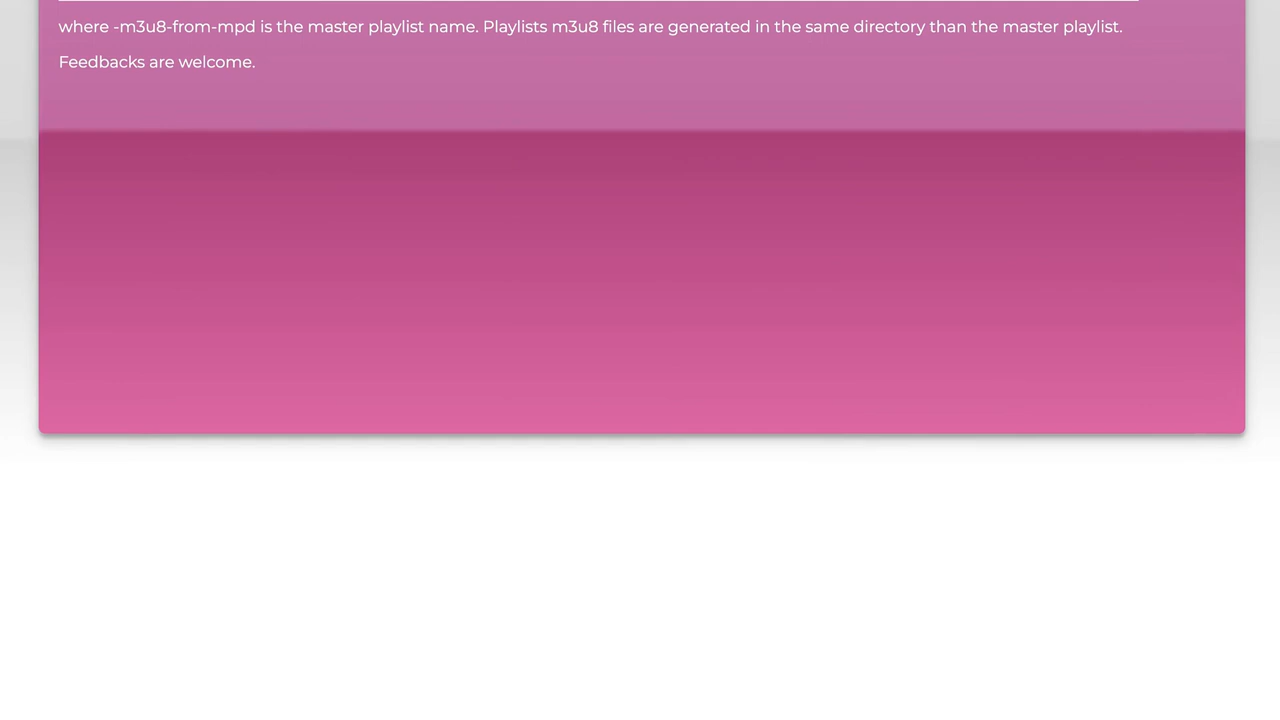 where -m3u8-from-mpd is the master playlist name. Playlists m3u8 files are generated in the same directory than the master playlist.
Feedbacks are welcome.